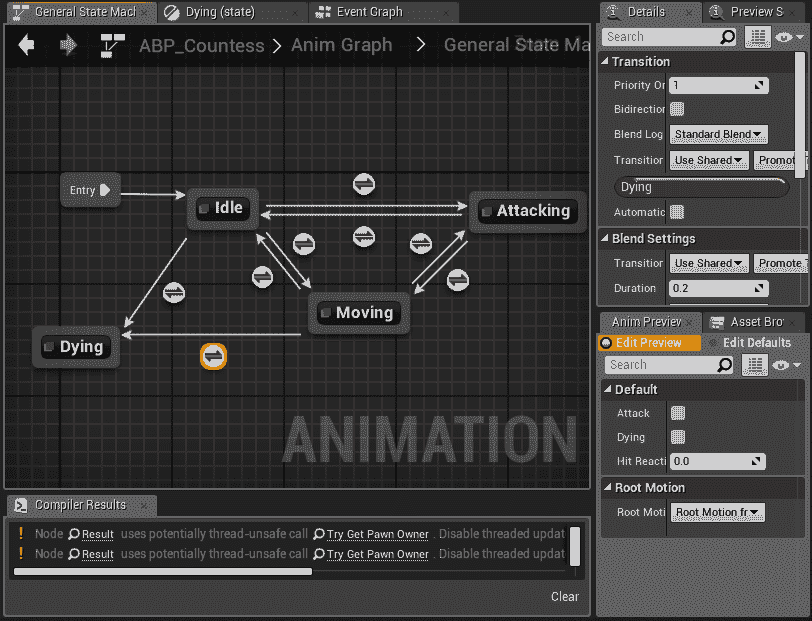 General State Macl
Dying (state)
Event Graph
ABP_Countess
Anim Graph
General State Ma
Entry
Idle
Attacking
Moving
Dying
ANIMATION
Compiler Results
! Node Result uses potentially thread-unsafe call Try Get Pawn Owner . Disable threaded updat
! Node Result uses potentially thread-unsafe call Try Get Pawn Owner . Disable threaded updat
Clear
Details
Preview S
Search
Transition
Priority Or 1
Bidirection
Blend Log Standard Blend
Transition Use Shared Promot
Dying
Automatic
Blend Settings
Transition Use Shared Promote T
Duration 0.2
Anim Preview
Asset Bro
Edit Preview
Edit Defaults
Search
Default
Attack
Dying
Hit Reacti 0.0
Root Motion
Root Moti Root Motion fr